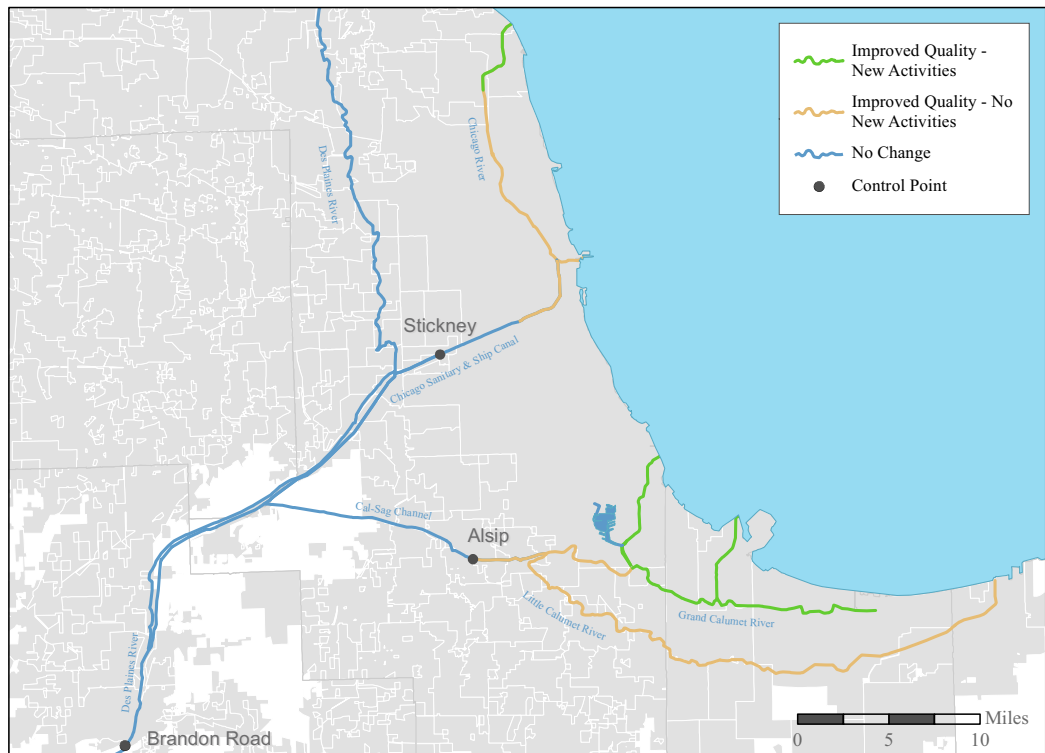 Improved Quality -
New Activities
Improved Quality - No
New Activities
No Change
Control Point
Chicago River
Des Plaines River
Stickney
Chicago Sanitary & Ship Canal
Cal-Sag Channel
Alsip
Little Calumet River
Grand Calumet River
Des Plaines River
Brandon Road
Miles
0 5 10